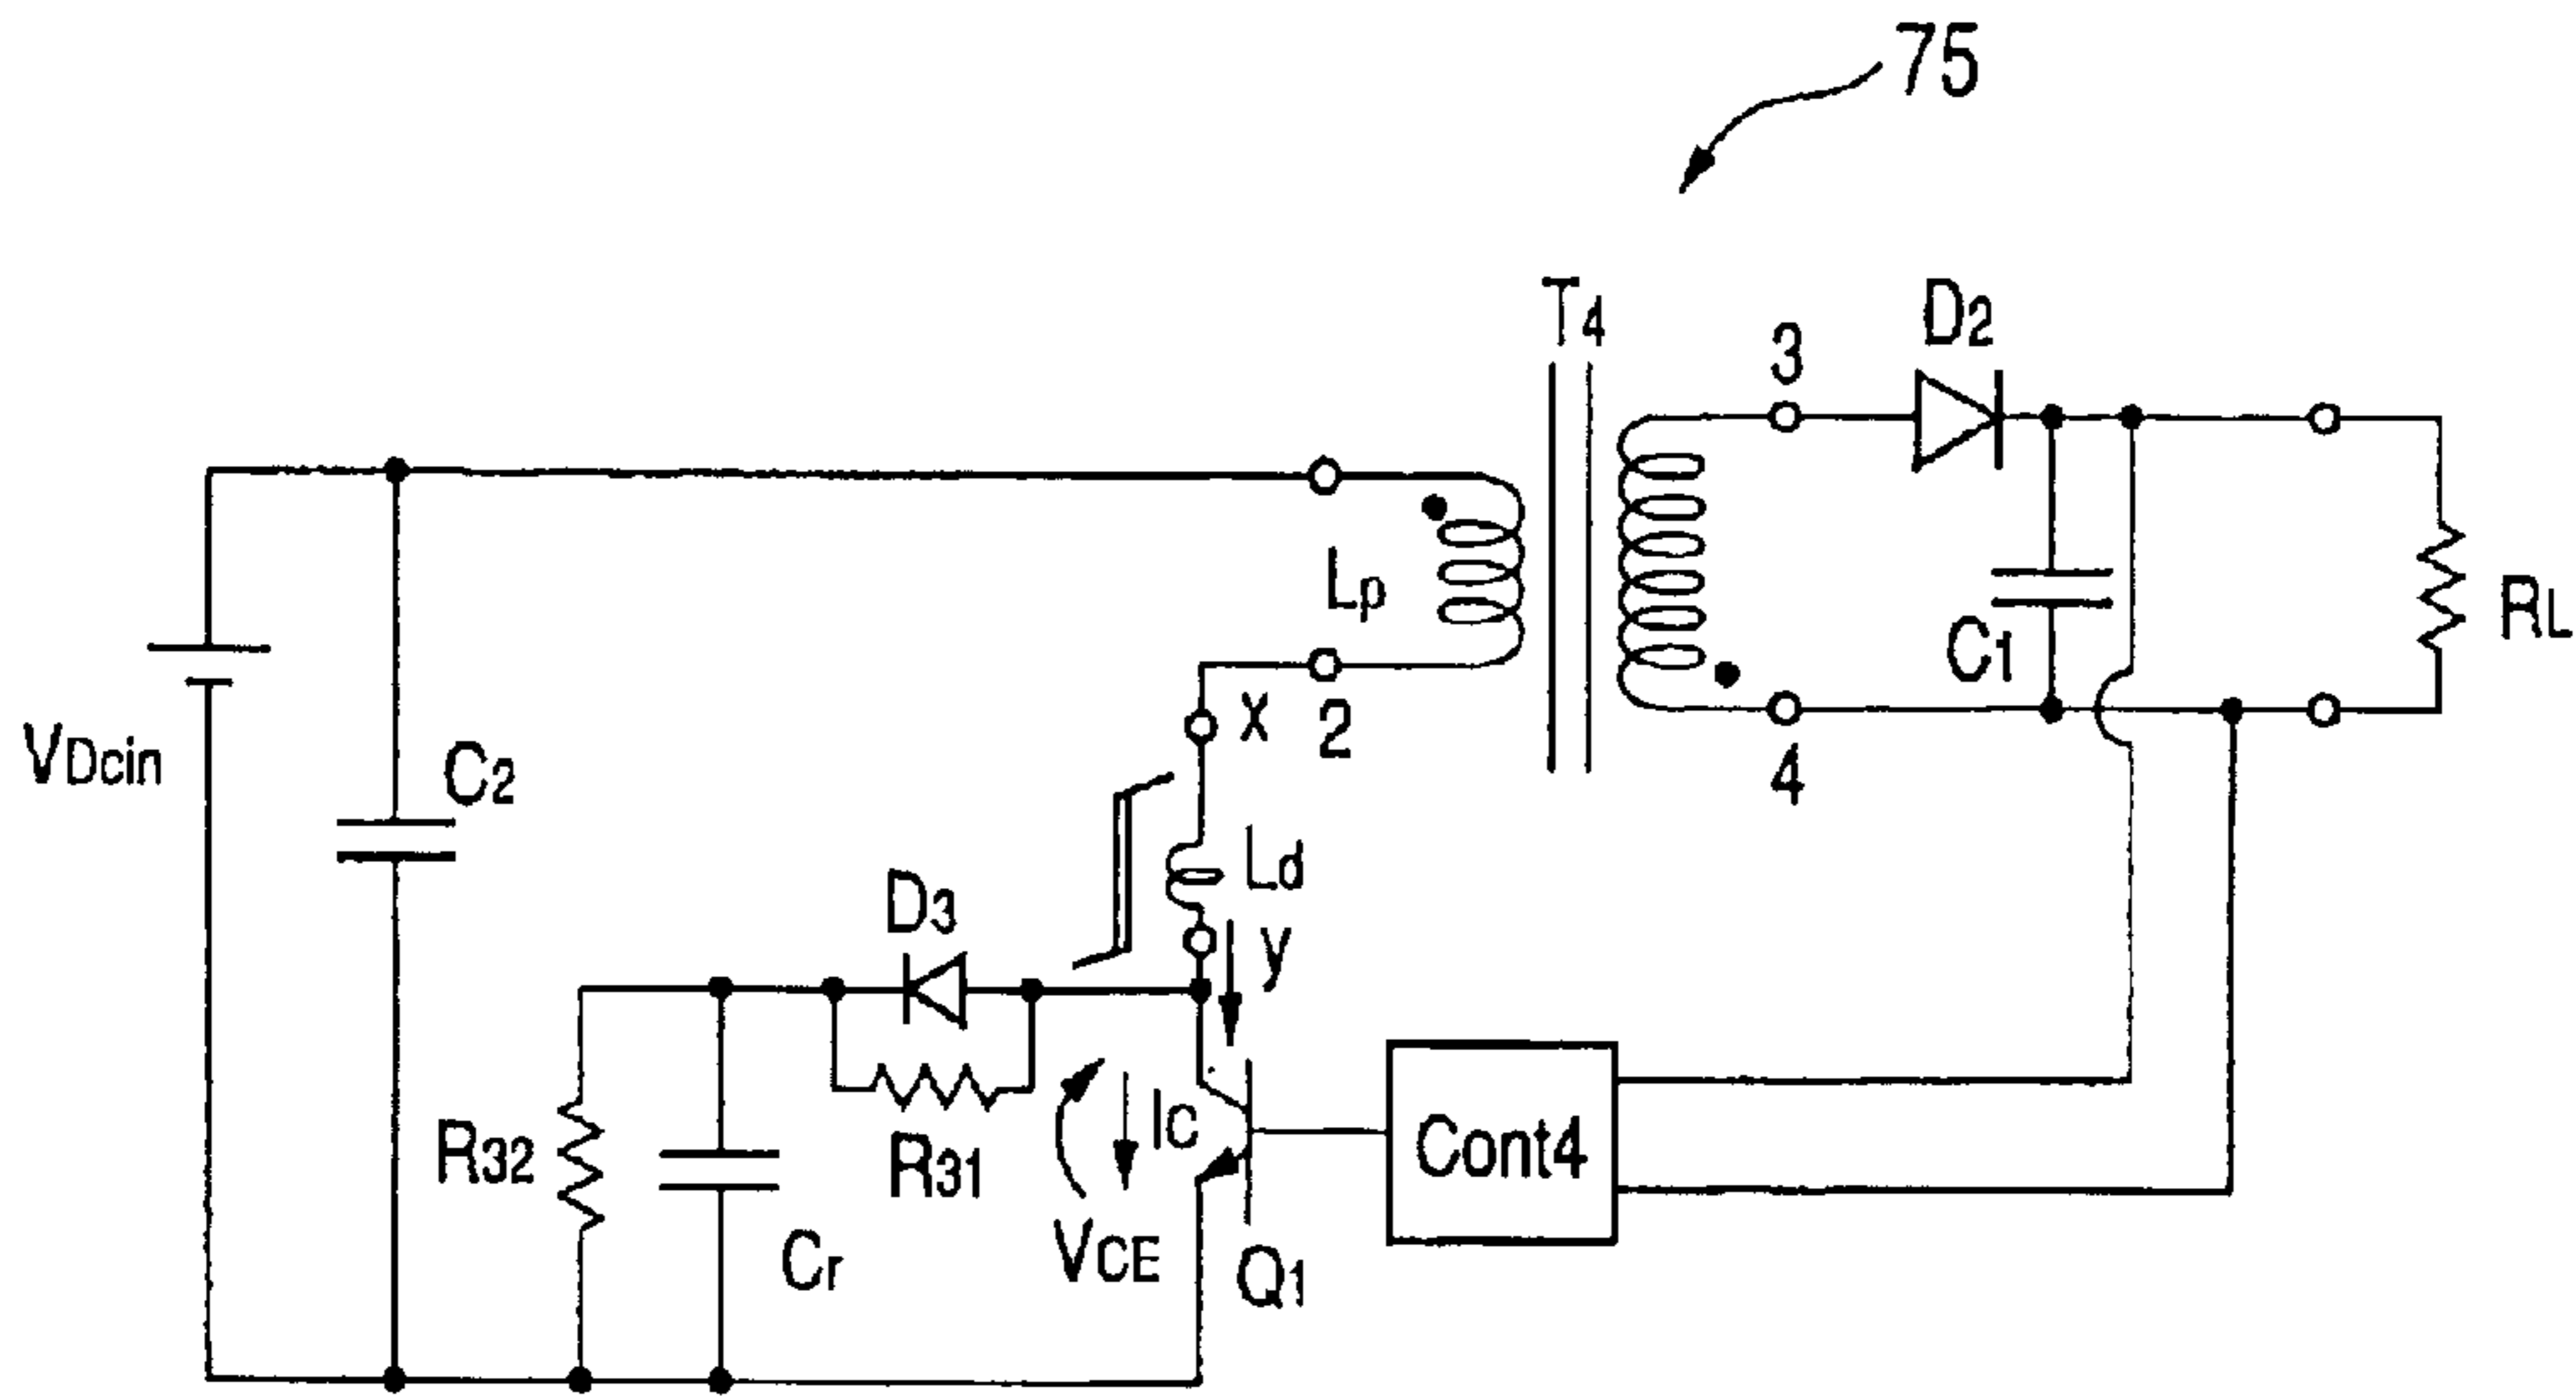 75
T4
D2
3
Lp
C1
RL
X
2
4
VDcin
C2
Ld
D3
y
R32
Cr
R31
IC
VCE
Q1
Cont4